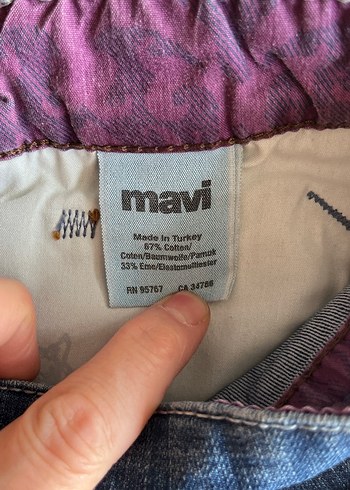 mavi
Made in Turkey
67% Cotton/
Coton/Baumwolle/Pamuk
33% Eme/Elastomultiester
RN 95767 CA 34786